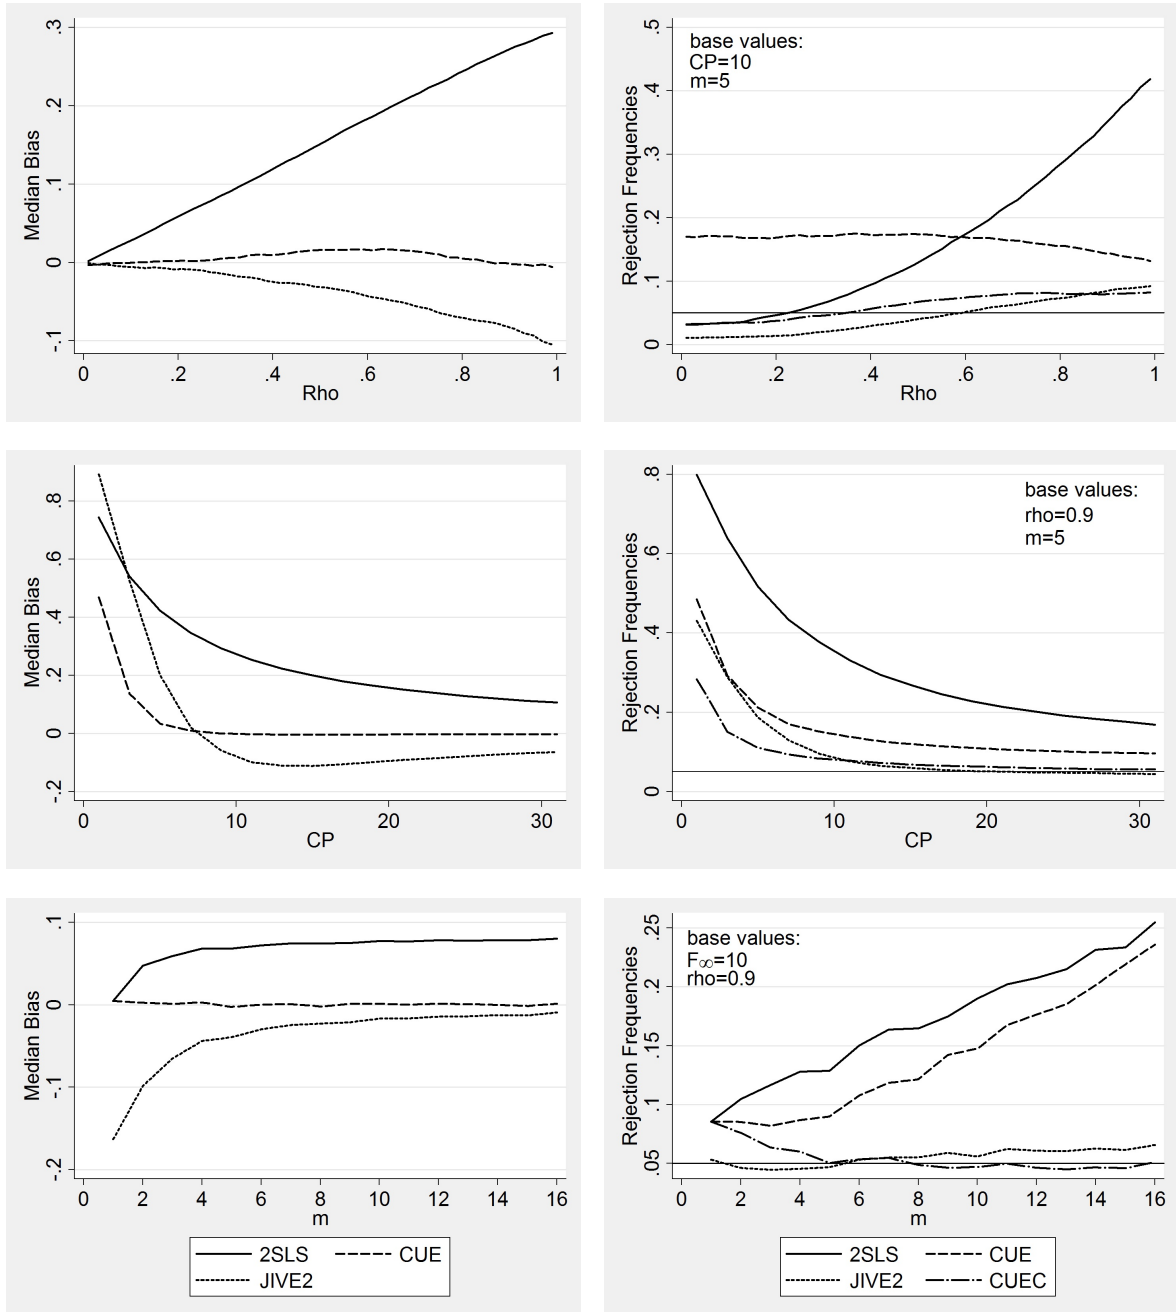 Median Bias
.3
.2
.1
0
-.1
0 .2 .4 .6 .8 1
Rho
Rejection Frequencies
.5
.4
.3
.2
.1
0
base values:
CP=10
m=5
0 .2 .4 .6 .8 1
Rho
Median Bias
.8
.6
.4
.2
0
-.2
0 10 20 30
CP
Rejection Frequencies
.8
.6
.4
.2
0
base values:
rho=0.9
m=5
0 10 20 30
CP
Median Bias
.1
0
-.1
-.2
0 2 4 6 8 10 12 14 16
m
2SLS CUE
JIVE2
Rejection Frequencies
.25
.2
.15
.1
.05
base values:
F∞=10
rho=0.9
0 2 4 6 8 10 12 14 16
m
2SLS CUE
JIVE2 CUEC